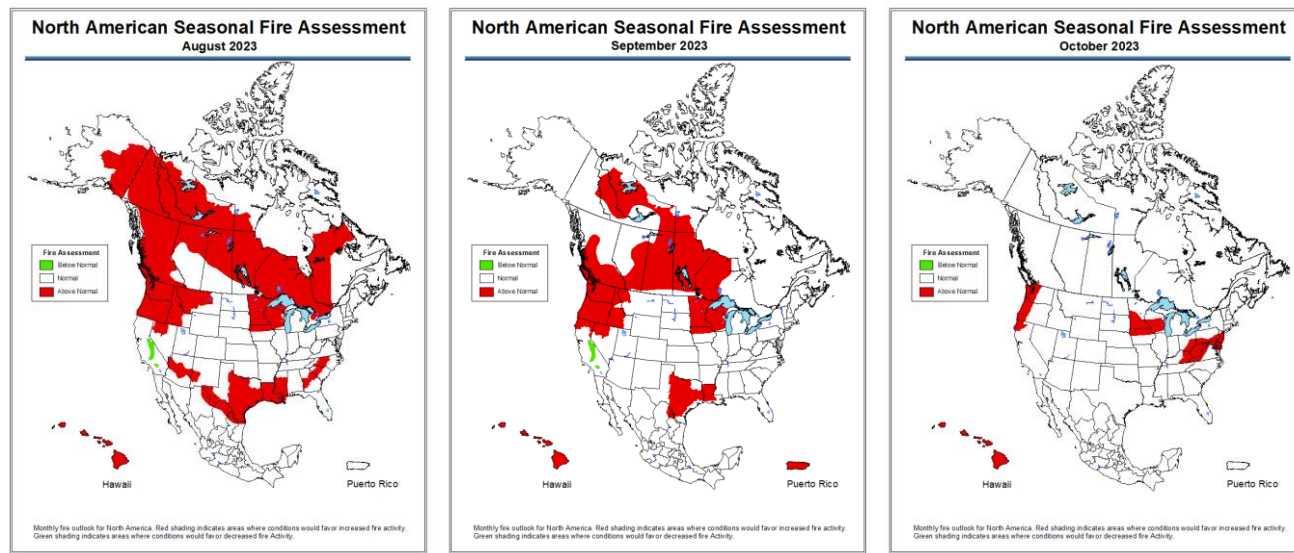 North American Seasonal Fire Assessment
August 2023
Fire Assessment
Below Normal
Normal
Above Normal
Hawaii
Puerto Rico
Monthly fire outlook for North America. Red shading indicates areas where conditions would favor increased fire activity.
Green shading indicates areas where conditions would favor decreased fire Activity.
North American Seasonal Fire Assessment
September 2023
Fire Assessment
Below Normal
Normal
Above Normal
Hawaii
Puerto Rico
Monthly fire outlook for North America. Red shading indicates areas where conditions would favor increased fire activity.
Green shading indicates areas where conditions would favor decreased fire Activity.
North American Seasonal Fire Assessment
October 2023
Fire Assessment
Below Normal
Normal
Above Normal
Hawaii
Puerto Rico
Monthly fire outlook for North America. Red shading indicates areas where conditions would favor increased fire activity.
Green shading indicates areas where conditions would favor decreased fire Activity.